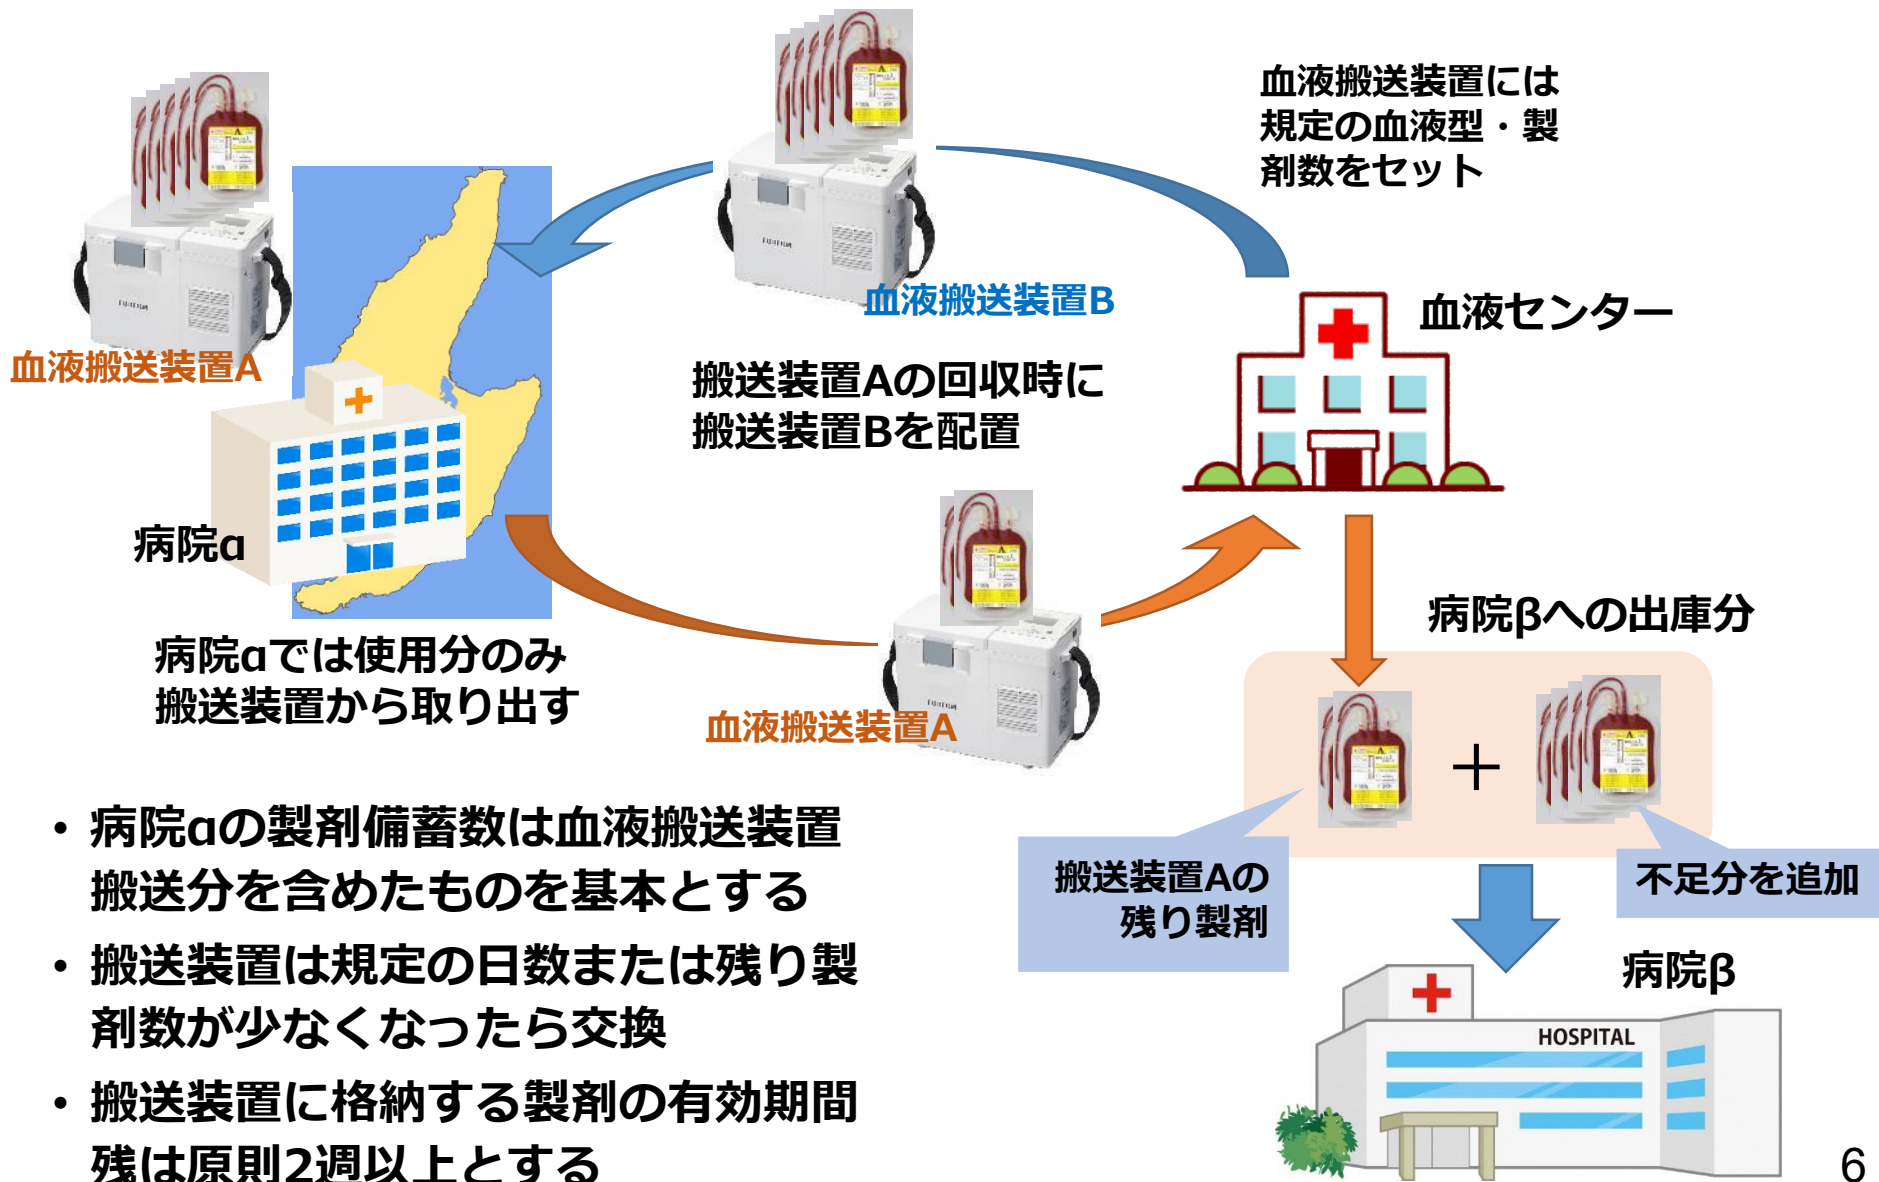 血液搬送装置には
規定の血液型・製
剤数をセット
血液搬送装置A
血液搬送装置B
血液センター
搬送装置Aの回収時に
搬送装置Bを配置
病院α
病院αでは使用分のみ
搬送装置から取り出す
血液搬送装置A
病院βへの出庫分
＋
搬送装置Aの
残り製剤
不足分を追加
病院β
HOSPITAL
・病院αの製剤備蓄数は血液搬送装置
搬送分を含めたものを基本とする
・搬送装置は規定の日数または残り製
剤数が少なくなったら交換
・搬送装置に格納する製剤の有効期間
残は原則2週以上とする
FUJIFILM
FUJIFILM
FUJIFILM
6